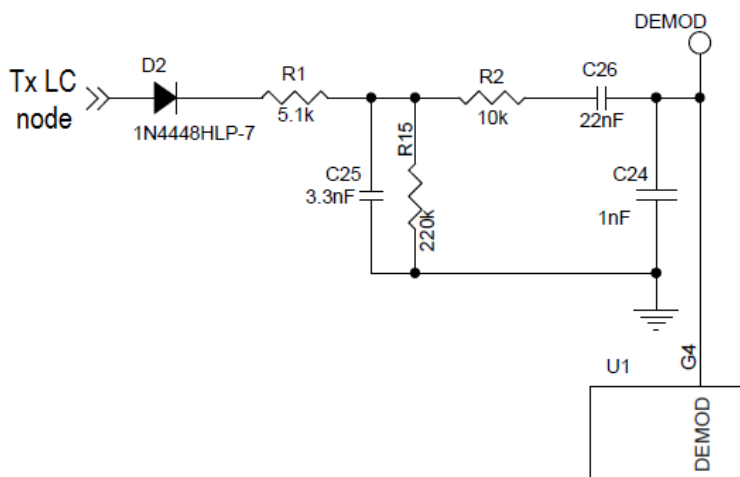 DEMOD
Tx LC
node
D2
1N4448HLP-7
R1
5.1k
R2
10k
C26
22nF
C25
3.3nF
R15
220k
C24
1nF
U1
G4
DEMOD